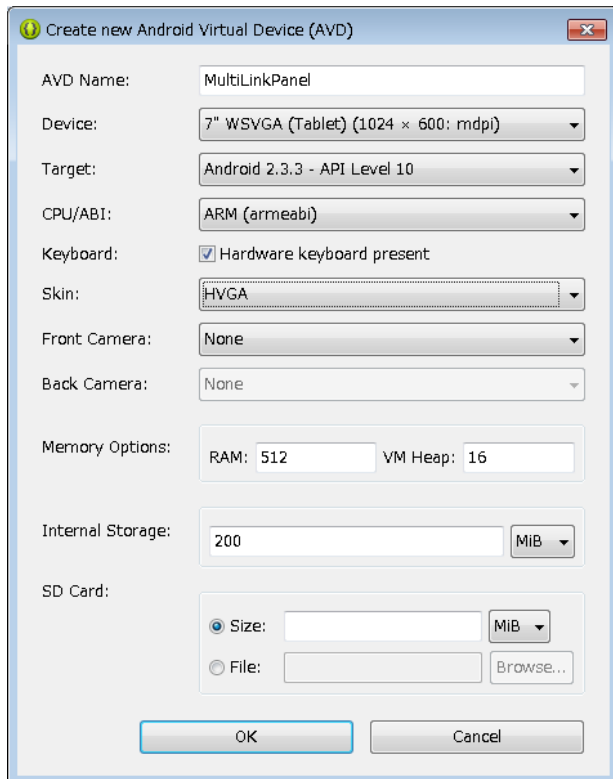 Create new Android Virtual Device (AVD)
AVD Name: MultiLinkPanel
Device: 7" WSVGA (Tablet) (1024 × 600: mdpi)
Target: Android 2.3.3 - API Level 10
CPU/ABI: ARM (armeabi)
Keyboard: Hardware keyboard present
Skin: HVGA
Front Camera: None
Back Camera: None
Memory Options: RAM: 512 VM Heap: 16
Internal Storage: 200 MiB
SD Card:
Size: MiB
File: Browse...
OK Cancel